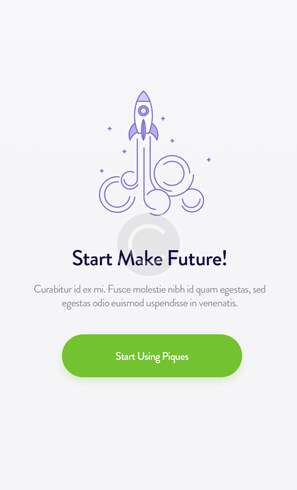 Start Make Future!
Curabitur id ex mi. Fusce molestie nibh id quam egestas, sed
egestas odio euismod uspendisse in venenatis.
Start Using Piques